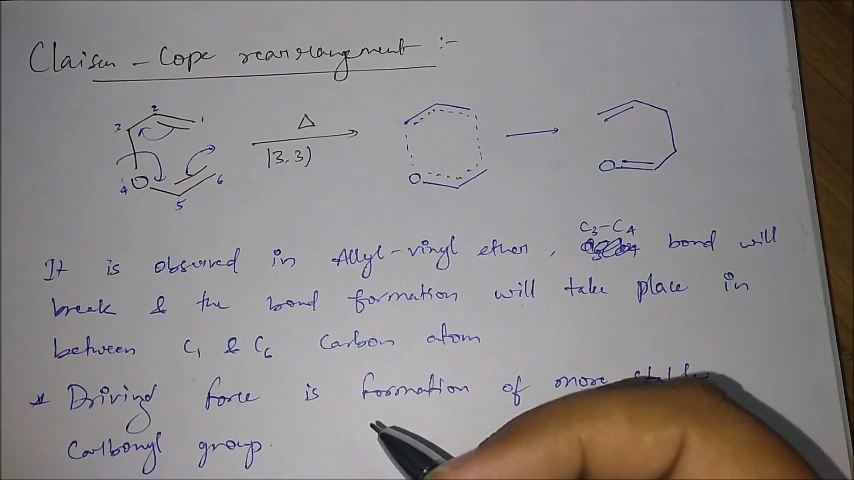 Claisen - Cope rearrangement :-
2
3
1
Δ
(3,3)
4 O
6
5
O
O
It is observed in Allyl-vinyl ether, C3-C4 bond will
break & the bond formation will take place in
between C1 & C6 Carbon atom
* Driving force is formation of more
Carbonyl group.